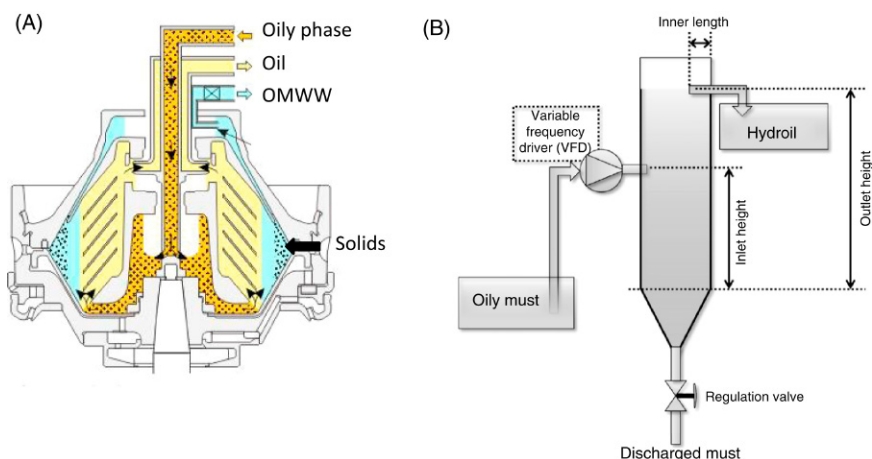 (A)
Oily phase
Oil
OMWW
Solids
(B)
Inner length
Variable
frequency
driver (VFD)
Hydroil
Inlet height
Outlet height
Oily must
Regulation valve
Discharged must